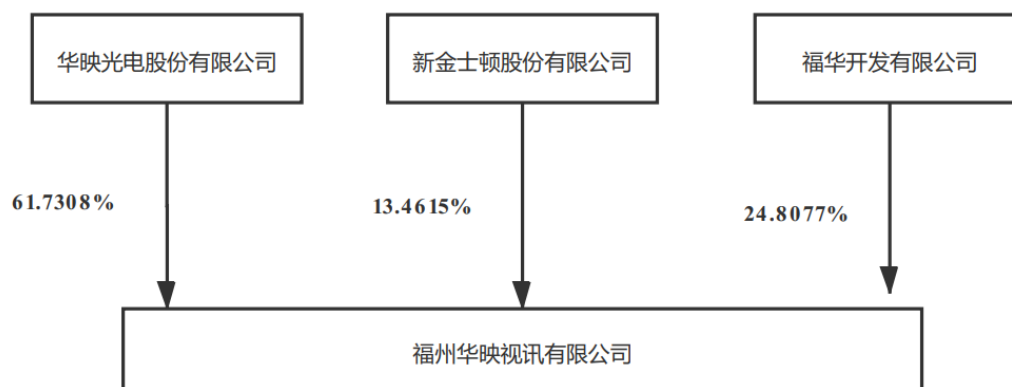 华映光电股份有限公司
新金士顿股份有限公司
福华开发有限公司
61.7308%
13.4615%
24.8077%
福州华映视讯有限公司